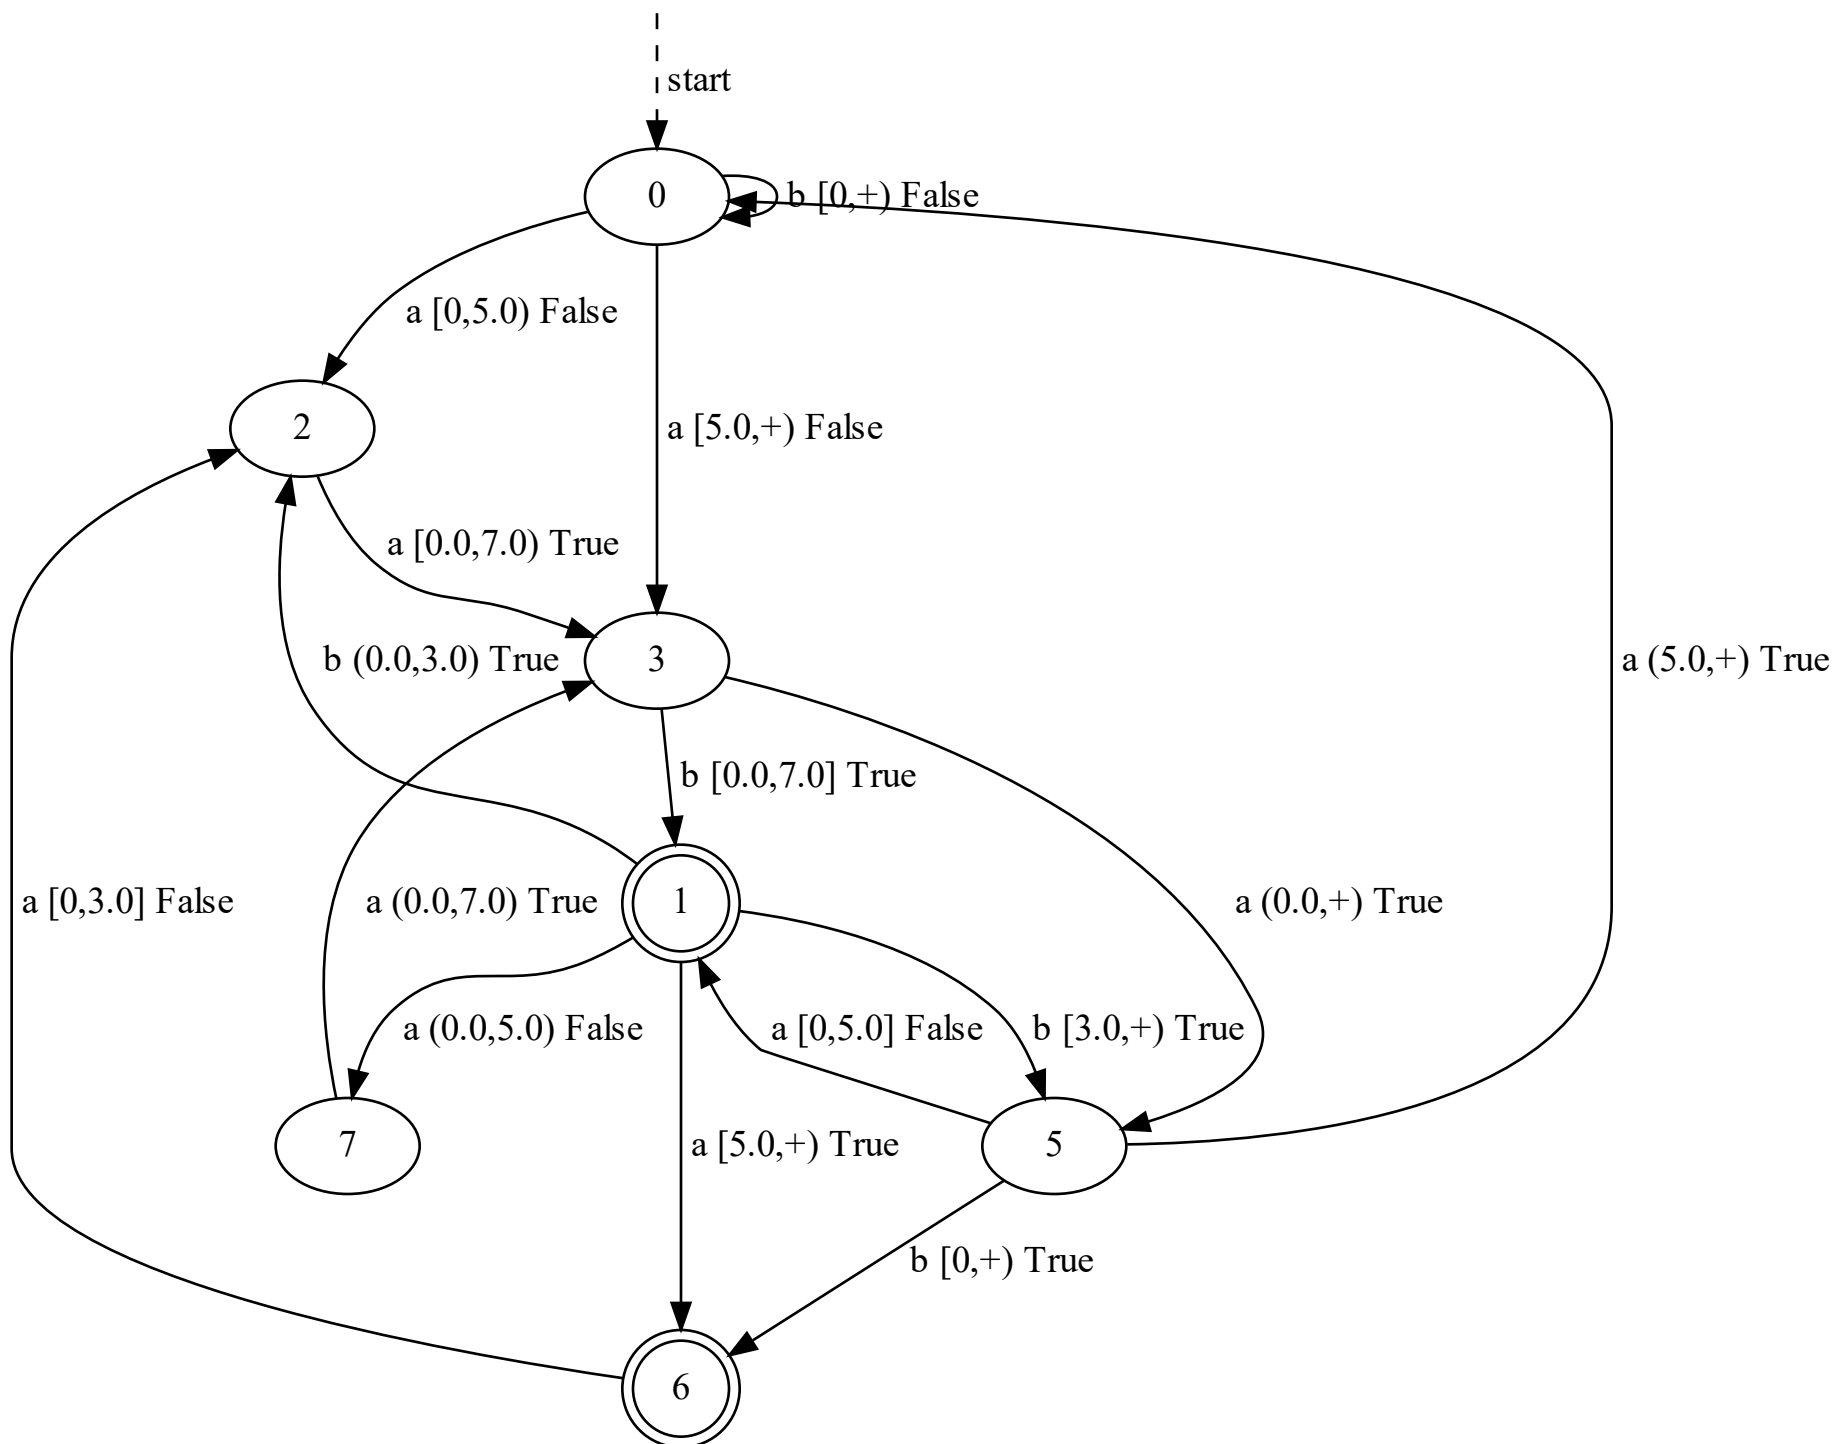 start
0
b [0,+) False
a [0,5.0) False
2
a [5.0,+) False
a [0.0,7.0) True
b (0.0,3.0) True
3
a (5.0,+) True
b [0.0,7.0] True
a [0,3.0] False
a (0.0,7.0) True
1
a (0.0,+) True
a (0.0,5.0) False
a [0,5.0] False
b [3.0,+) True
7
a [5.0,+) True
5
b [0,+) True
6